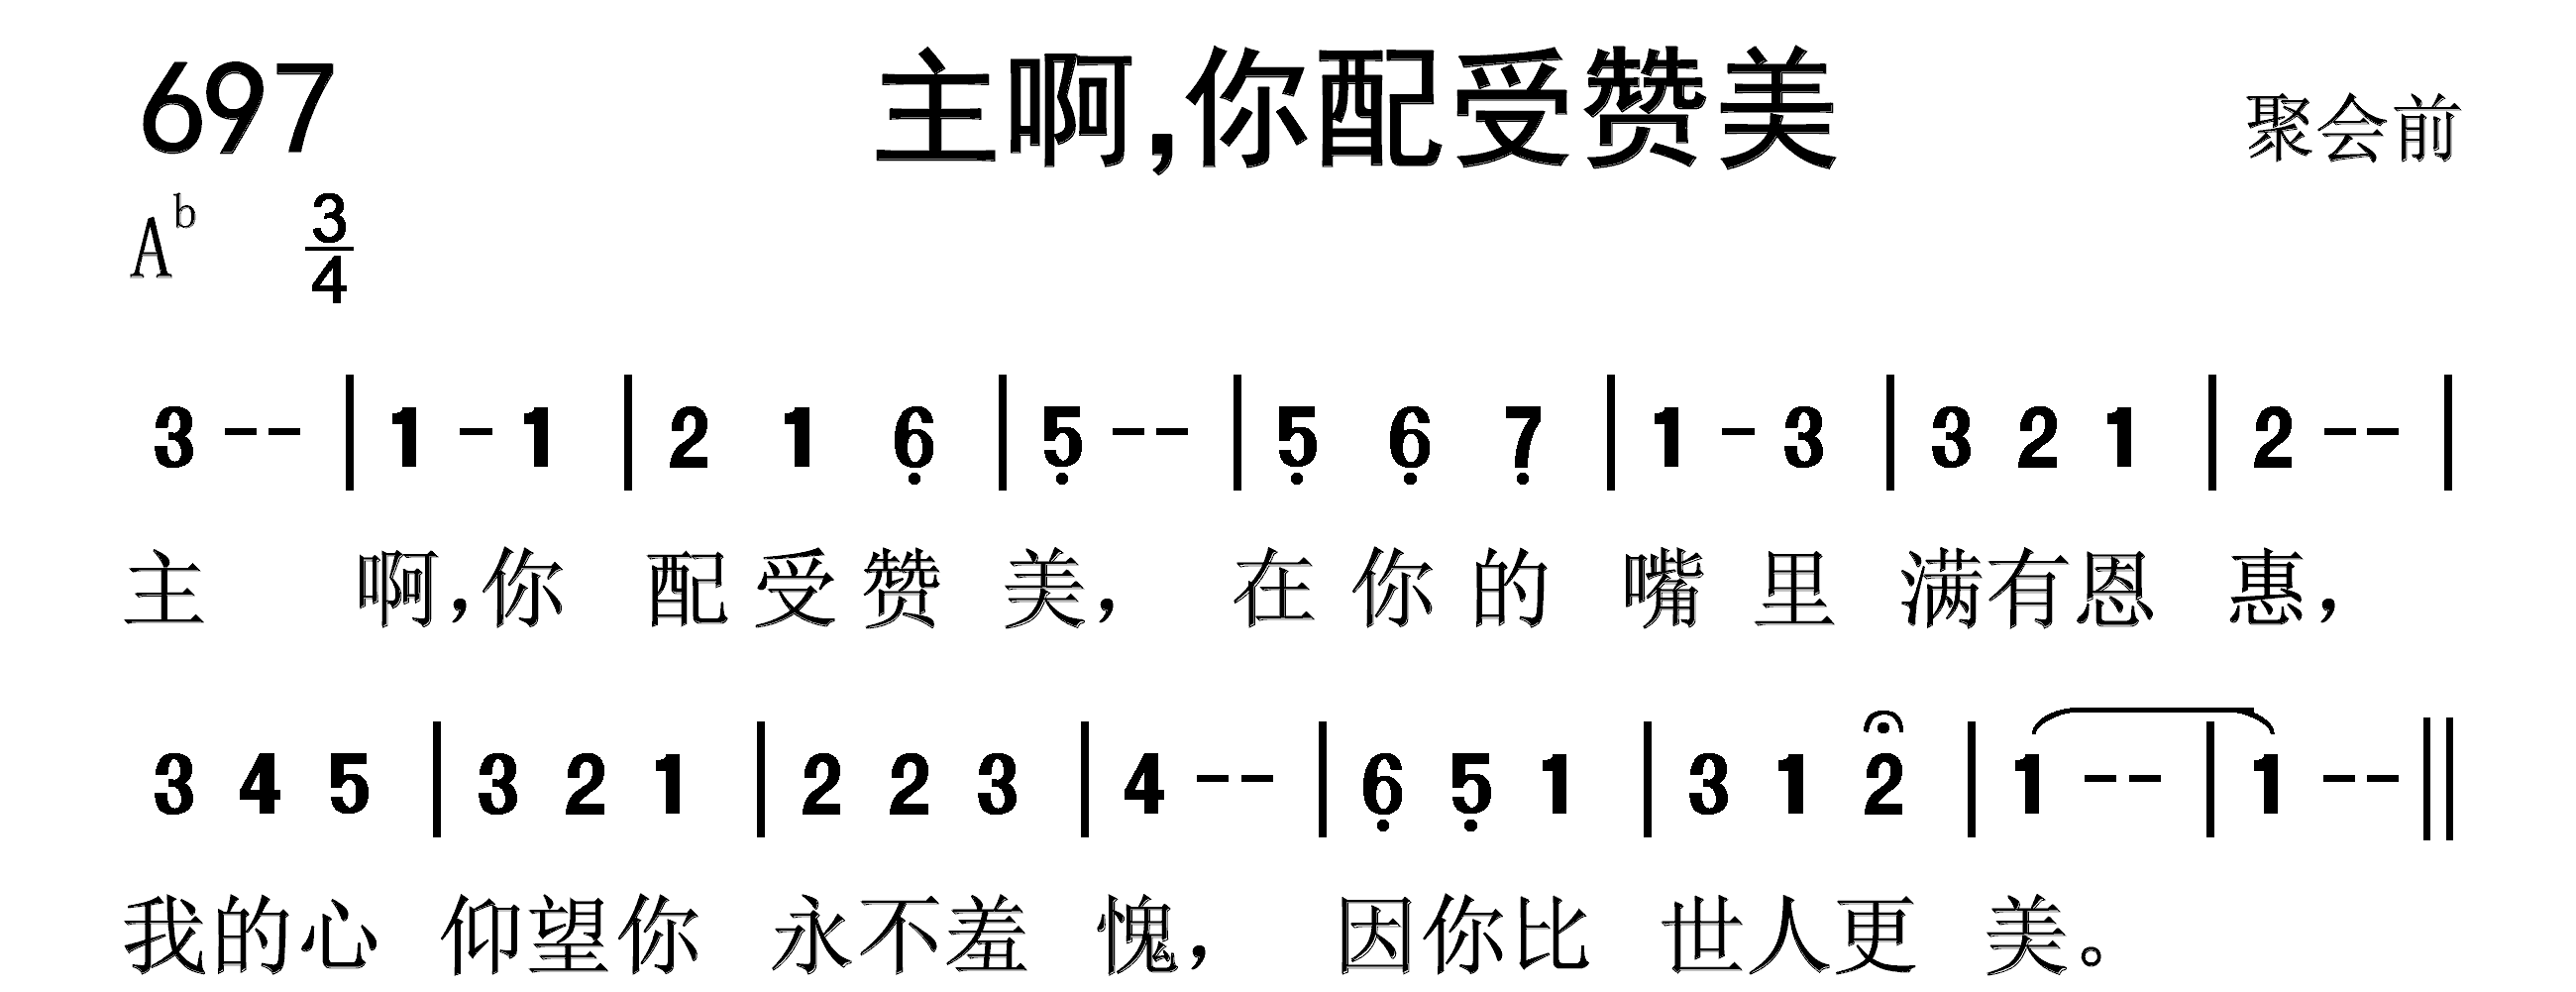 697 主啊,你配受赞美 聚会前
A♭ 3/4
3 - - | 1 - 1 | 2 1 6̣ | 5̣ - - | 5̣ 6̣ 7̣ | 1 - 3 | 3 2 1 | 2 - - |
主 啊,你 配受赞 美, 在你的 嘴里 满有恩 惠,
3 4 5 | 3 2 1 | 2 2 3 | 4 - - | 6̣ 5̣ 1 | 3 1 2 | 1 - - | 1 - - ||
我的心 仰望你 永不羞 愧, 因你比 世人更 美。